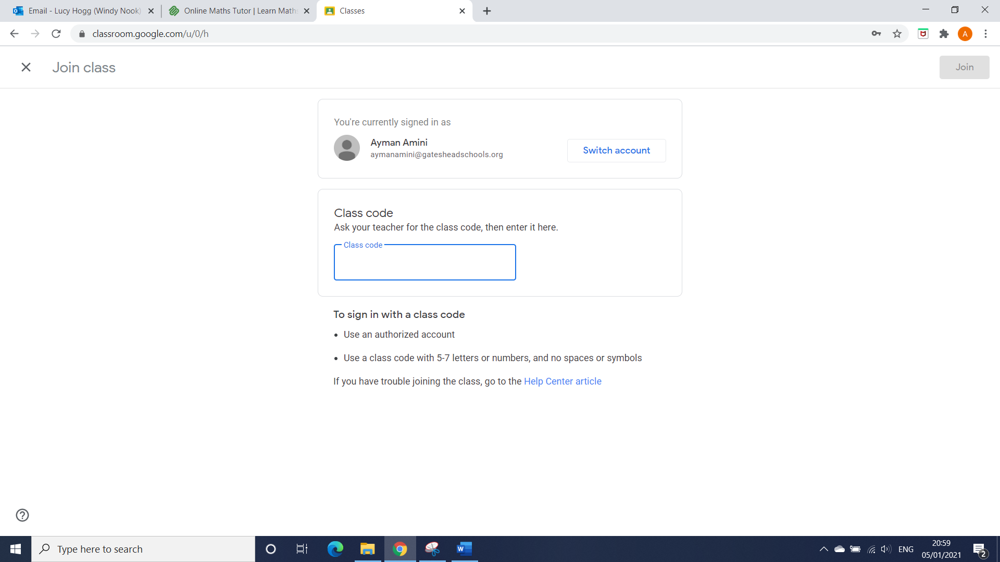 Email - Lucy Hogg (Windy Nook)
Online Maths Tutor | Learn Maths
Classes
classroom.google.com/u/0/h
A
Join class
Join
You're currently signed in as
Ayman Amini
aymanamini@gatesheadschools.org
Switch account
Class code
Ask your teacher for the class code, then enter it here.
Class code
To sign in with a class code
• Use an authorized account
• Use a class code with 5-7 letters or numbers, and no spaces or symbols
If you have trouble joining the class, go to the Help Center article
Type here to search
ENG
20:59
05/01/2021
2